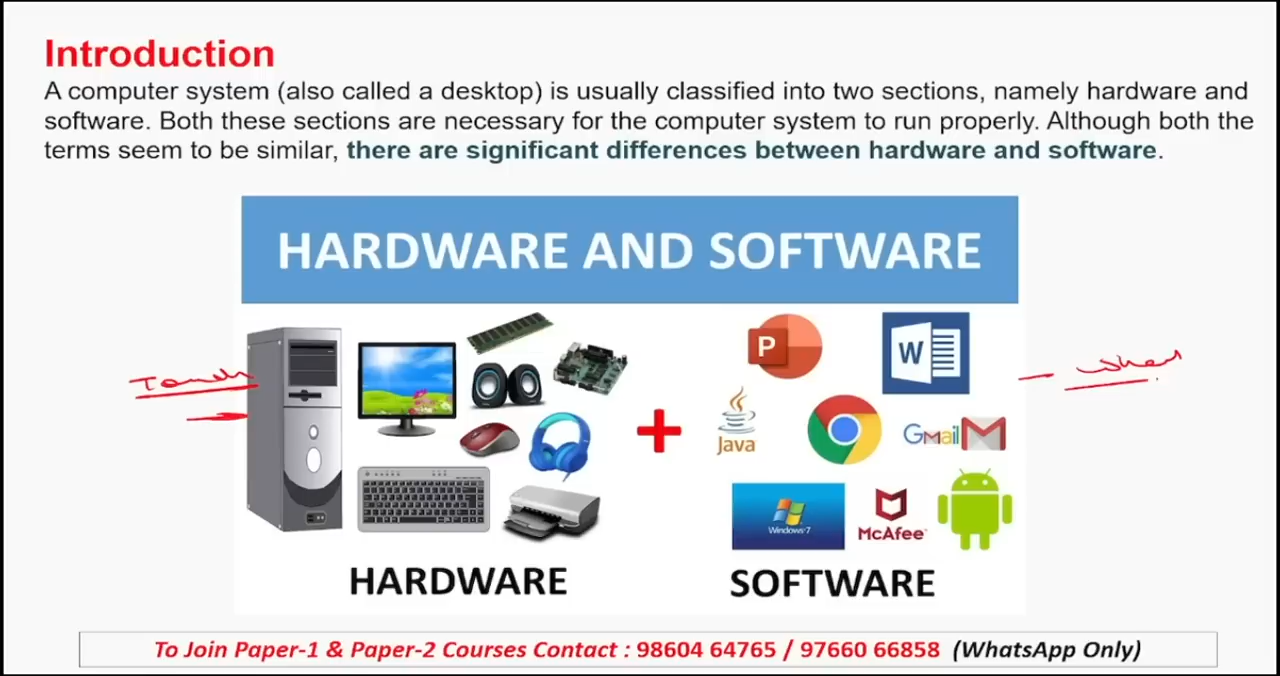 Introduction
A computer system (also called a desktop) is usually classified into two sections, namely hardware and
software. Both these sections are necessary for the computer system to run properly. Although both the
terms seem to be similar, there are significant differences between hardware and software.
HARDWARE AND SOFTWARE
Touch
P
W
Java
Gmail
Windows 7
McAfee
HARDWARE
SOFTWARE
To Join Paper-1 & Paper-2 Courses Contact : 98604 64765 / 97660 66858 (WhatsApp Only)